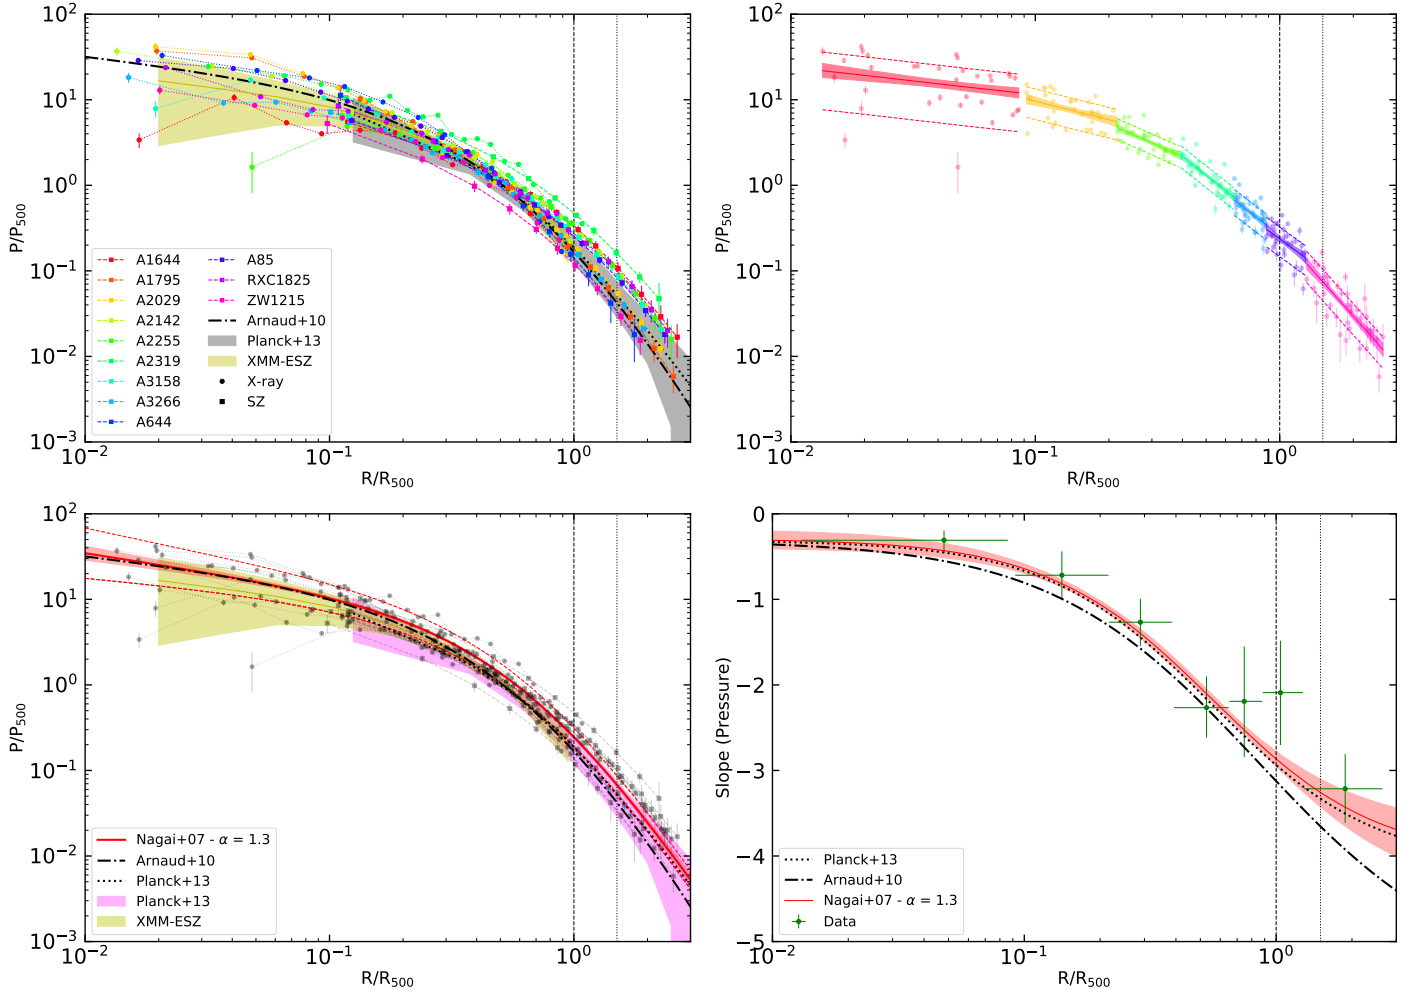 10²
10¹
10⁰
10⁻¹
10⁻²
10⁻³
P/P₅₀₀
A1644
A1795
A2029
A2142
A2255
A2319
A3158
A3266
A644
A85
RXC1825
ZW1215
Arnaud+10
Planck+13
XMM-ESZ
X-ray
SZ
10⁻² 10⁻¹ 10⁰
R/R₅₀₀
10²
10¹
10⁰
10⁻¹
10⁻²
10⁻³
P/P₅₀₀
10⁻² 10⁻¹ 10⁰
R/R₅₀₀
10²
10¹
10⁰
10⁻¹
10⁻²
10⁻³
P/P₅₀₀
Nagai+07 - α = 1.3
Arnaud+10
Planck+13
Planck+13
XMM-ESZ
10⁻² 10⁻¹ 10⁰
R/R₅₀₀
0
−1
−2
−3
−4
−5
Slope (Pressure)
Planck+13
Arnaud+10
Nagai+07 - α = 1.3
Data
10⁻² 10⁻¹ 10⁰
R/R₅₀₀